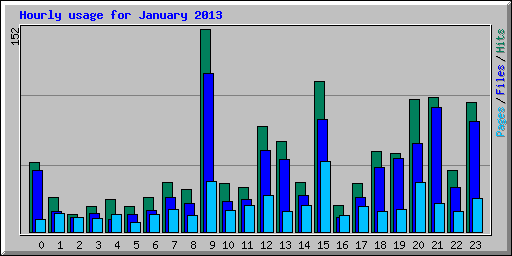 Hourly usage for January 2013
152
Pages/Files/Hits
0 1 2 3 4 5 6 7 8 9 10 11 12 13 14 15 16 17 18 19 20 21 22 23